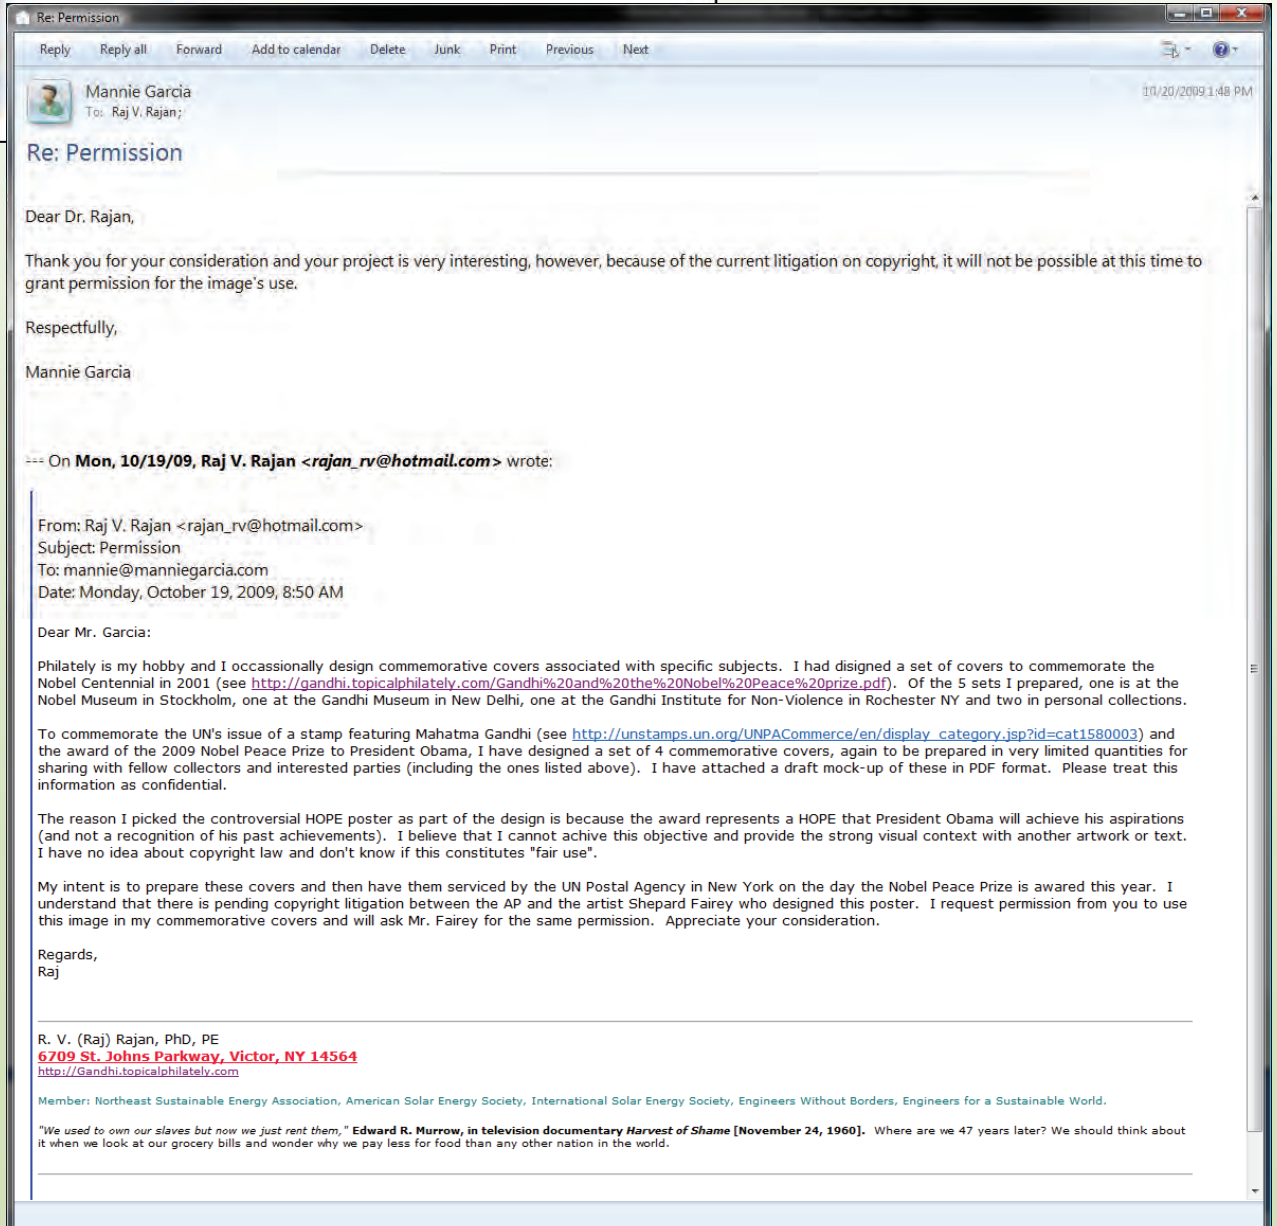 Re: Permission
Reply Reply all Forward Add to calendar Delete Junk Print Previous Next
Mannie Garcia
10/20/2009 1:48 PM
To: Raj V. Rajan;
Re: Permission
Dear Dr. Rajan,
Thank you for your consideration and your project is very interesting, however, because of the current litigation on copyright, it will not be possible at this time to
grant permission for the image's use.
Respectfully,
Mannie Garcia
--- On Mon, 10/19/09, Raj V. Rajan <rajan_rv@hotmail.com> wrote:
From: Raj V. Rajan <rajan_rv@hotmail.com>
Subject: Permission
To: mannie@manniegarcia.com
Date: Monday, October 19, 2009, 8:50 AM
Dear Mr. Garcia:
Philately is my hobby and I occassionally design commemorative covers associated with specific subjects. I had disigned a set of covers to commemorate the
Nobel Centennial in 2001 (see http://gandhi.topicalphilately.com/Gandhi%20and%20the%20Nobel%20Peace%20prize.pdf). Of the 5 sets I prepared, one is at the
Nobel Museum in Stockholm, one at the Gandhi Museum in New Delhi, one at the Gandhi Institute for Non-Violence in Rochester NY and two in personal collections.
To commemorate the UN's issue of a stamp featuring Mahatma Gandhi (see http://unstamps.un.org/UNPACommerce/en/display_category.jsp?id=cat1580003) and
the award of the 2009 Nobel Peace Prize to President Obama, I have designed a set of 4 commemorative covers, again to be prepared in very limited quantities for
sharing with fellow collectors and interested parties (including the ones listed above). I have attached a draft mock-up of these in PDF format. Please treat this
information as confidential.
The reason I picked the controversial HOPE poster as part of the design is because the award represents a HOPE that President Obama will achieve his aspirations
(and not a recognition of his past achievements). I believe that I cannot achive this objective and provide the strong visual context with another artwork or text.
I have no idea about copyright law and don't know if this constitutes "fair use".
My intent is to prepare these covers and then have them serviced by the UN Postal Agency in New York on the day the Nobel Peace Prize is awared this year. I
understand that there is pending copyright litigation between the AP and the artist Shepard Fairey who designed this poster. I request permission from you to use
this image in my commemorative covers and will ask Mr. Fairey for the same permission. Appreciate your consideration.
Regards,
Raj
R. V. (Raj) Rajan, PhD, PE
6709 St. Johns Parkway, Victor, NY 14564
http://Gandhi.topicalphilately.com
Member: Northeast Sustainable Energy Association, American Solar Energy Society, International Solar Energy Society, Engineers Without Borders, Engineers for a Sustainable World.
"We used to own our slaves but now we just rent them," Edward R. Murrow, in television documentary Harvest of Shame [November 24, 1960]. Where are we 47 years later? We should think about
it when we look at our grocery bills and wonder why we pay less for food than any other nation in the world.